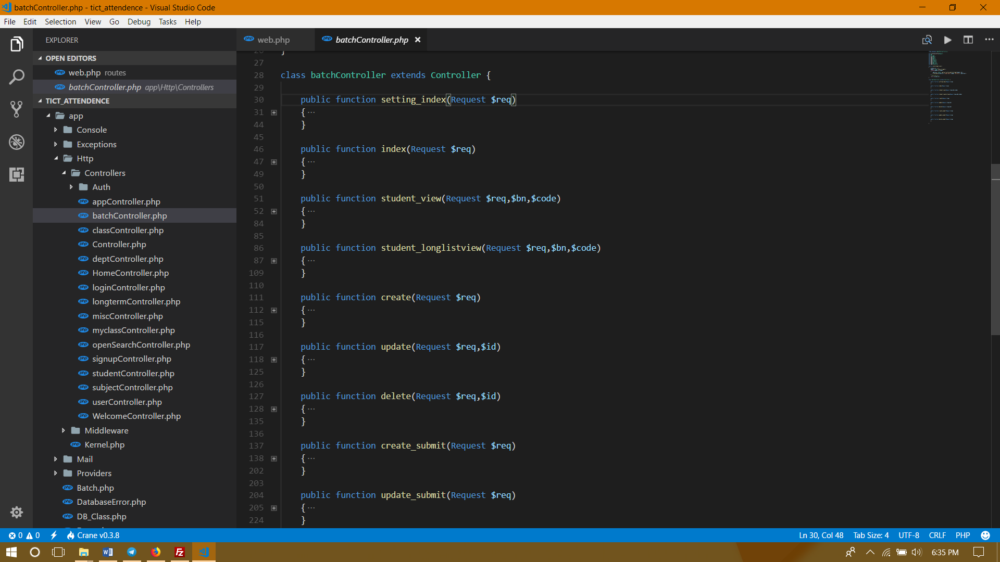 batchController.php - tict_attendence - Visual Studio Code
File Edit Selection View Go Debug Tasks Help
EXPLORER
OPEN EDITORS
web.php routes
batchController.php app\Http\Controllers
TICT_ATTENDENCE
app
Console
Exceptions
Http
Controllers
Auth
appController.php
batchController.php
classController.php
Controller.php
deptController.php
HomeController.php
loginController.php
longtermController.php
miscController.php
myclassController.php
openSearchController.php
signupController.php
studentController.php
subjectController.php
userController.php
WelcomeController.php
Middleware
Kernel.php
Mail
Providers
Batch.php
DatabaseError.php
DB_Class.php
web.php batchController.php
26 }
27
28 class batchController extends Controller {
29
30 public function setting_index(Request $req)
31 { ...
44 }
45
46 public function index(Request $req)
47 { ...
49 }
50
51 public function student_view(Request $req,$bn,$code)
52 { ...
84 }
85
86 public function student_longlistview(Request $req,$bn,$code)
87 { ...
109 }
110
111 public function create(Request $req)
112 { ...
115 }
116
117 public function update(Request $req,$id)
118 { ...
125 }
126
127 public function delete(Request $req,$id)
128 { ...
135 }
136
137 public function create_submit(Request $req)
138 { ...
202 }
203
204 public function update_submit(Request $req)
205 { ...
224 }
0 0 Crane v0.3.8 Ln 30, Col 48 Tab Size: 4 UTF-8 CRLF PHP
6:35 PM